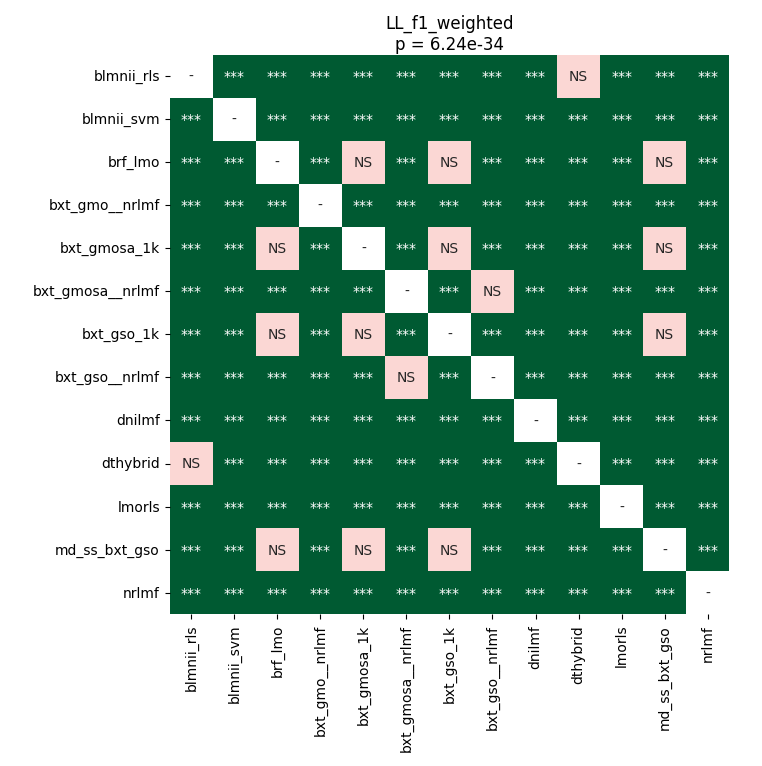 LL_f1_weighted
p = 6.24e-34
blmnii_rls - *** *** *** *** *** *** *** *** NS *** *** ***
blmnii_svm *** - *** *** *** *** *** *** *** *** *** *** ***
brf_lmo *** *** - *** NS *** NS *** *** *** *** NS ***
bxt_gmo__nrlmf *** *** *** - *** *** *** *** *** *** *** *** ***
bxt_gmosa_1k *** *** NS *** - *** NS *** *** *** *** NS ***
bxt_gmosa__nrlmf *** *** *** *** *** - *** NS *** *** *** *** ***
bxt_gso_1k *** *** NS *** NS *** - *** *** *** *** NS ***
bxt_gso__nrlmf *** *** *** *** *** NS *** - *** *** *** *** ***
dnilmf *** *** *** *** *** *** *** *** - *** *** *** ***
dthybrid NS *** *** *** *** *** *** *** *** - *** *** ***
lmorls *** *** *** *** *** *** *** *** *** *** - *** ***
md_ss_bxt_gso *** *** NS *** NS *** NS *** *** *** *** - ***
nrlmf *** *** *** *** *** *** *** *** *** *** *** *** -
blmnii_rls
blmnii_svm
brf_lmo
bxt_gmo__nrlmf
bxt_gmosa_1k
bxt_gmosa__nrlmf
bxt_gso_1k
bxt_gso__nrlmf
dnilmf
dthybrid
lmorls
md_ss_bxt_gso
nrlmf